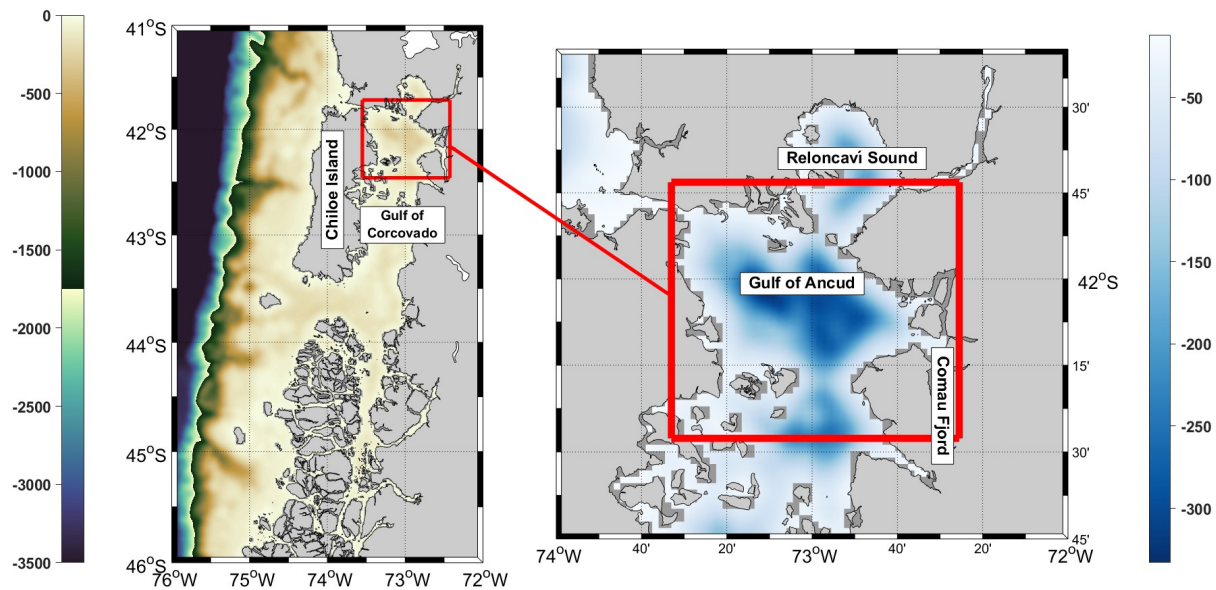 0
-500
-1000
-1500
-2000
-2500
-3000
-3500
41°S
42°S
43°S
44°S
45°S
46°S
76°W
75°W
74°W
73°W
72°W
Chiloe Island
Gulf of
Corcovado
Reloncaví Sound
Gulf of Ancud
Comau Fjord
30'
45'
42°S
15'
30'
45'
74°W
40'
20'
73°W
40'
20'
72°W
-50
-100
-150
-200
-250
-300